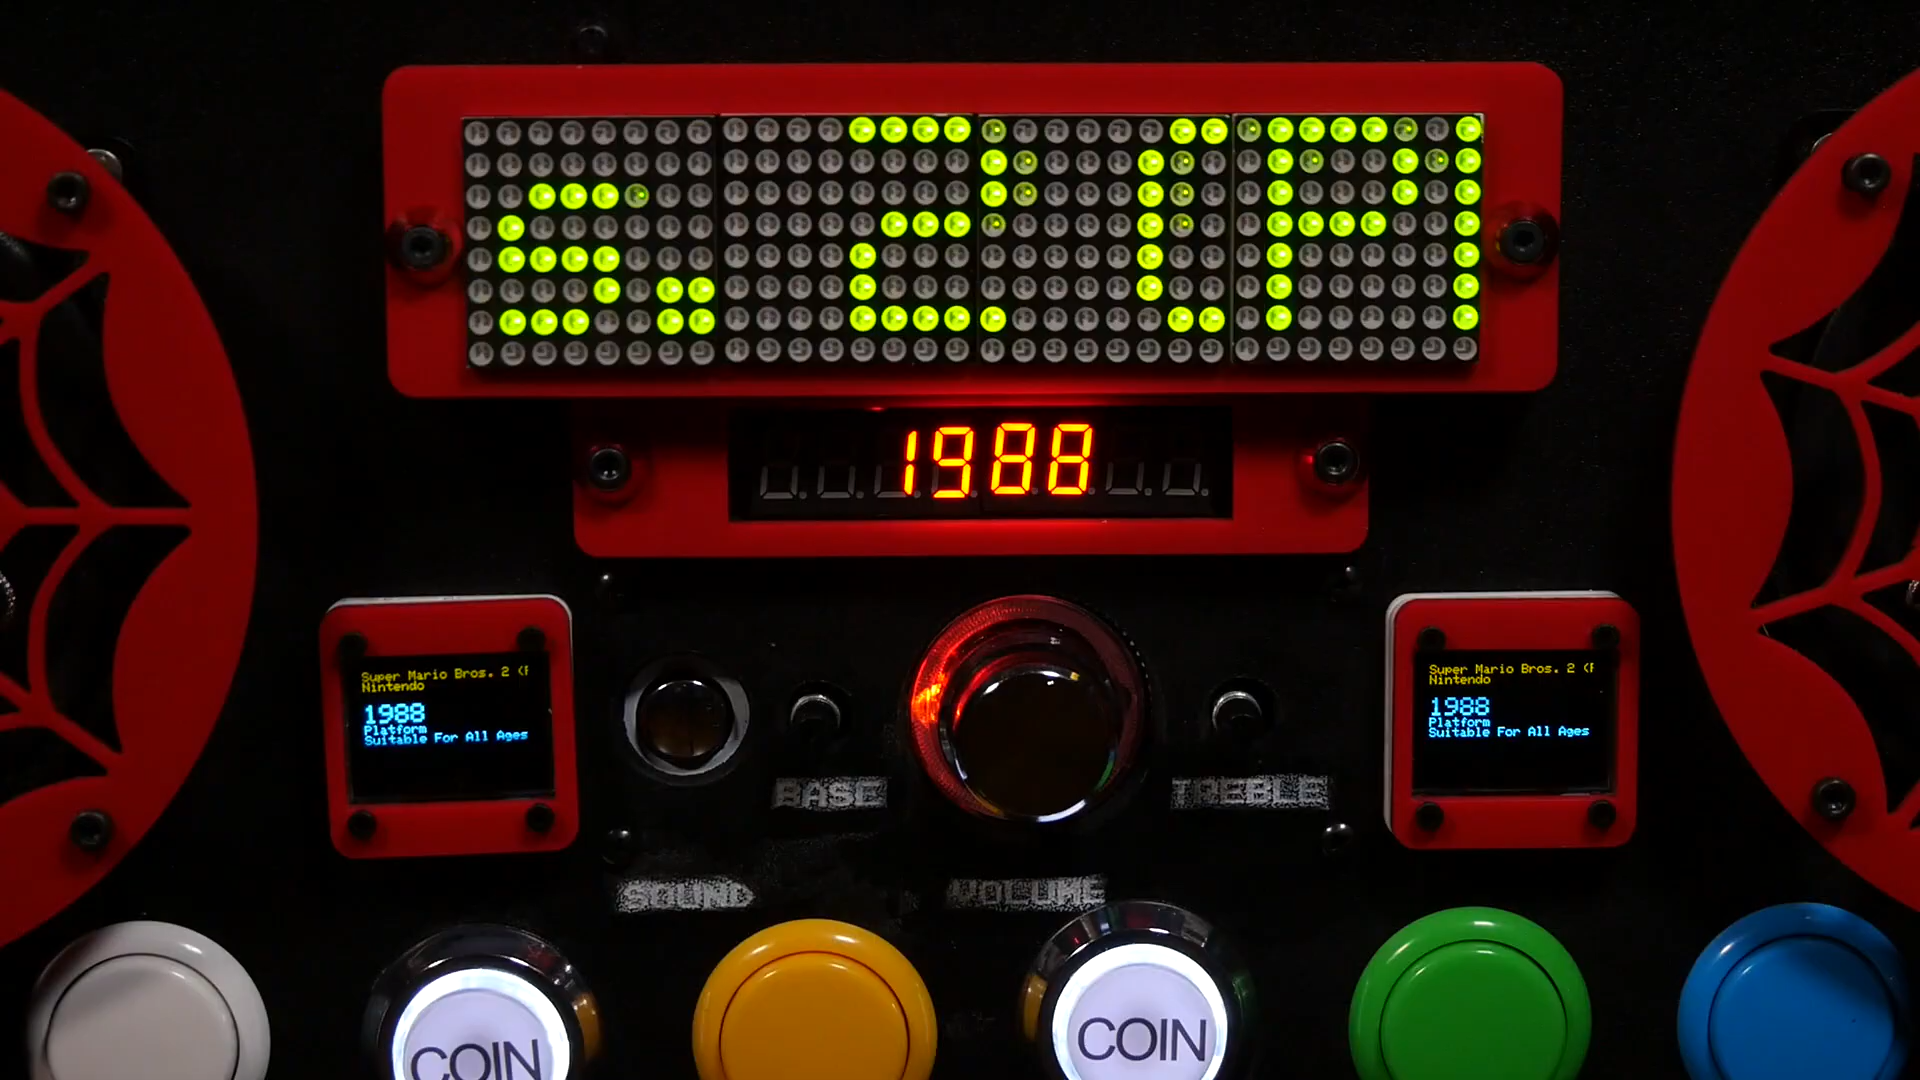 s. 2 (P
1988
Super Mario Bros. 2 (
Nintendo
1988
Platform
Suitable For All Ages
Super Mario Bros. 2 (
Nintendo
1988
Platform
Suitable For All Ages
BASE
TREBLE
SOUND
VOLUME
COIN
COIN